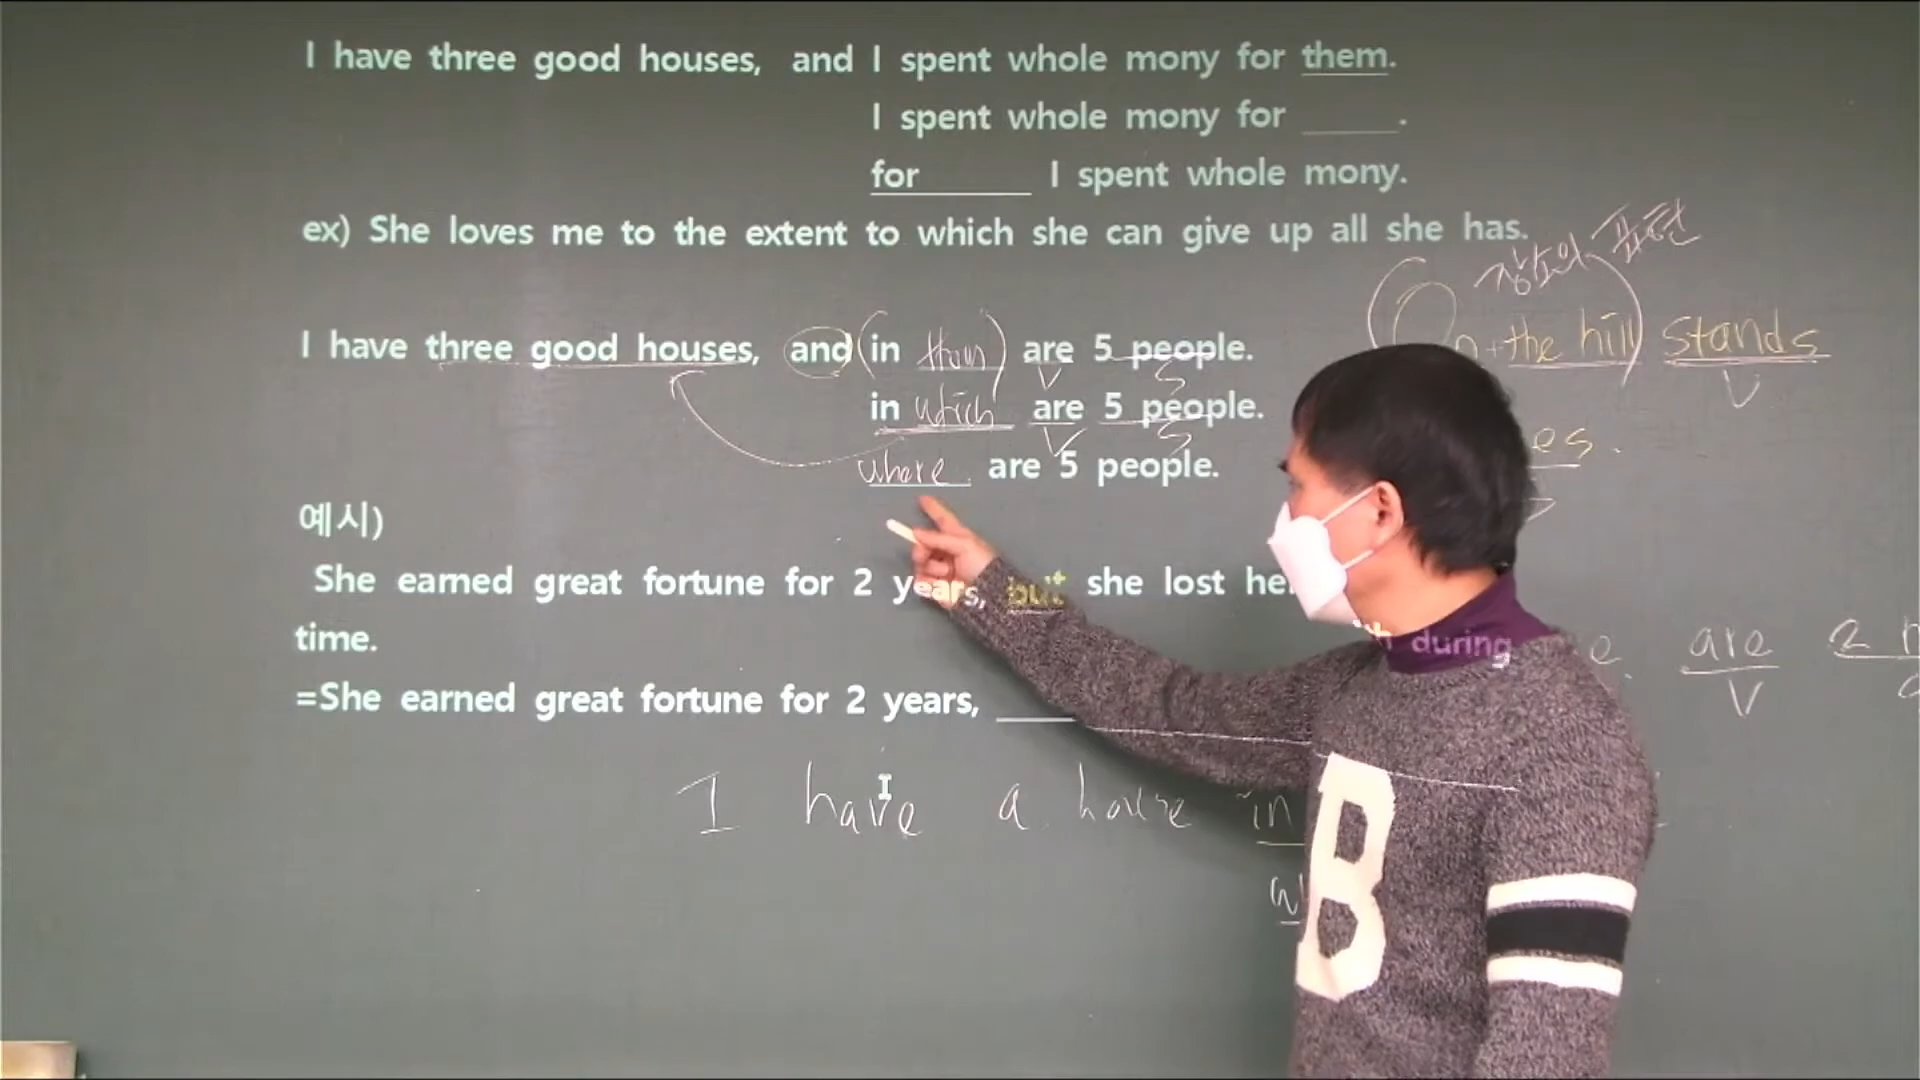 I have three good houses, and I spent whole mony for them.
I spent whole mony for ____.
for ____ I spent whole mony.
ex) She loves me to the extent to which she can give up all she has.
장소의 표현
On the hill stands
V
I have three good houses, and (in them) are 5 people.
V S
in which are 5 people.
V S
es.
where are 5 people.
예시)
She earned great fortune for 2 years, but she lost he
th during
time.
are 2
V
=She earned great fortune for 2 years, ____
I have a house in
B